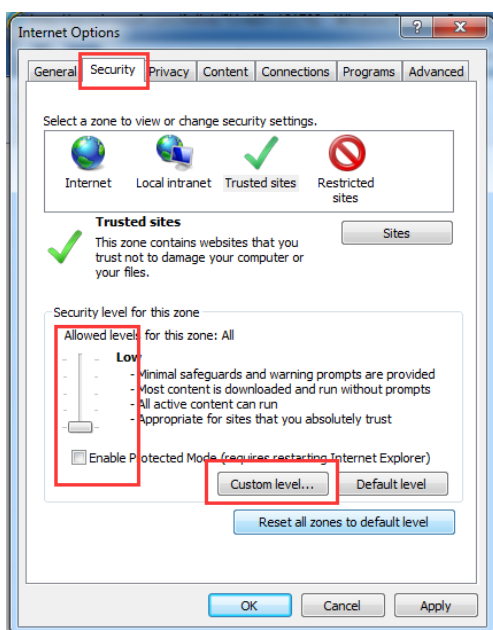 Internet Options
General Security Privacy Content Connections Programs Advanced
Select a zone to view or change security settings.
Internet Local intranet Trusted sites Restricted
sites
Trusted sites
Sites
This zone contains websites that you
trust not to damage your computer or
your files.
Security level for this zone
Allowed levels for this zone: All
Low
- Minimal safeguards and warning prompts are provided
- Most content is downloaded and run without prompts
- All active content can run
- Appropriate for sites that you absolutely trust
Enable Protected Mode (requires restarting Internet Explorer)
Custom level... Default level
Reset all zones to default level
OK Cancel Apply